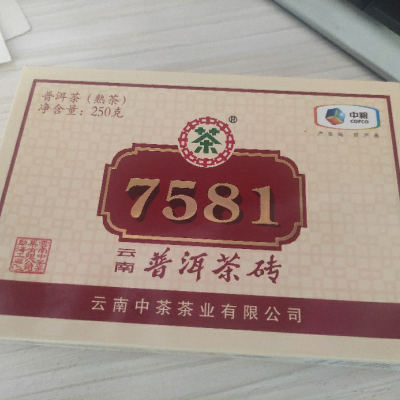 普洱茶（熟茶）
净含量：250克
茶
®
中粮
cofco
7581
云南
普洱茶砖
云南中茶茶业有限公司